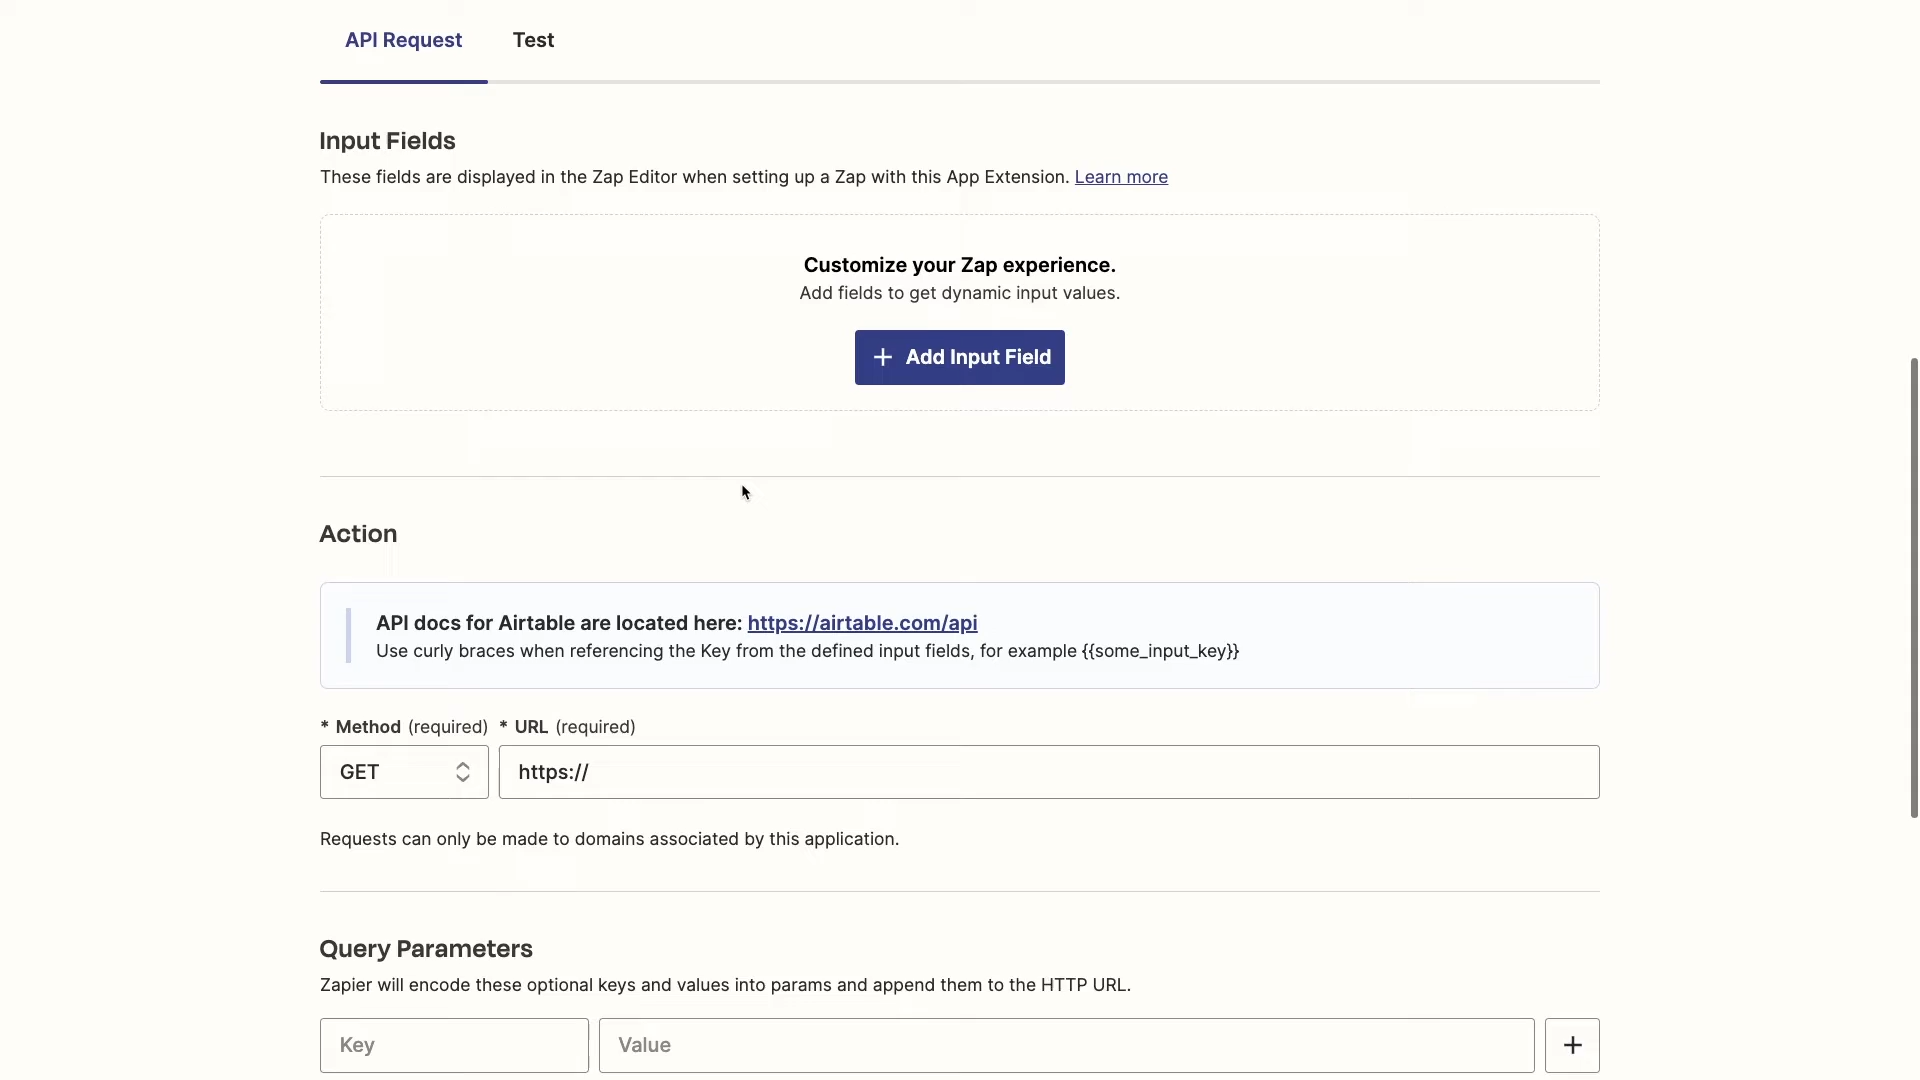 API Request Test
Input Fields
These fields are displayed in the Zap Editor when setting up a Zap with this App Extension. Learn more
Customize your Zap experience.
Add fields to get dynamic input values.
+ Add Input Field
Action
API docs for Airtable are located here: https://airtable.com/api
Use curly braces when referencing the Key from the defined input fields, for example {{some_input_key}}
* Method (required) * URL (required)
GET https://
Requests can only be made to domains associated by this application.
Query Parameters
Zapier will encode these optional keys and values into params and append them to the HTTP URL.
Key Value +